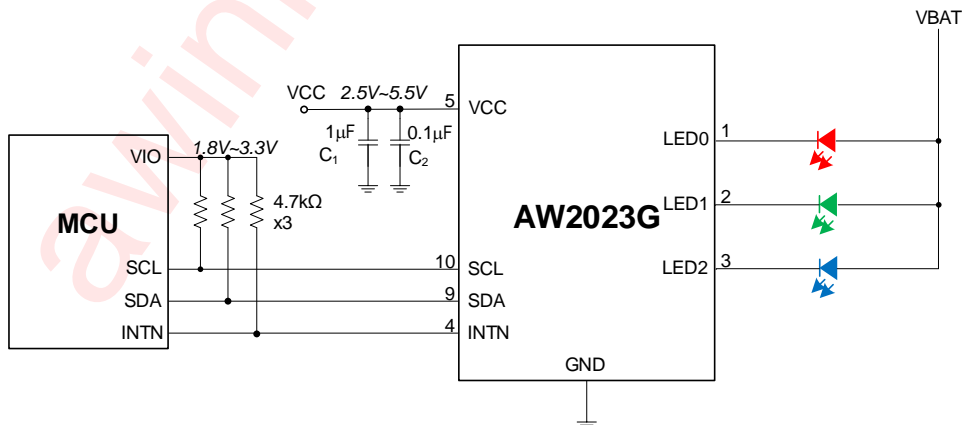 VBAT
VCC 2.5V~5.5V
5 VCC
1μF
C1
0.1μF
C2
VIO
1.8V~3.3V
4.7kΩ
x3
MCU
AW2023G
LED0 1
LED1 2
LED2 3
SCL
10 SCL
SDA
9 SDA
INTN
4 INTN
GND
awin